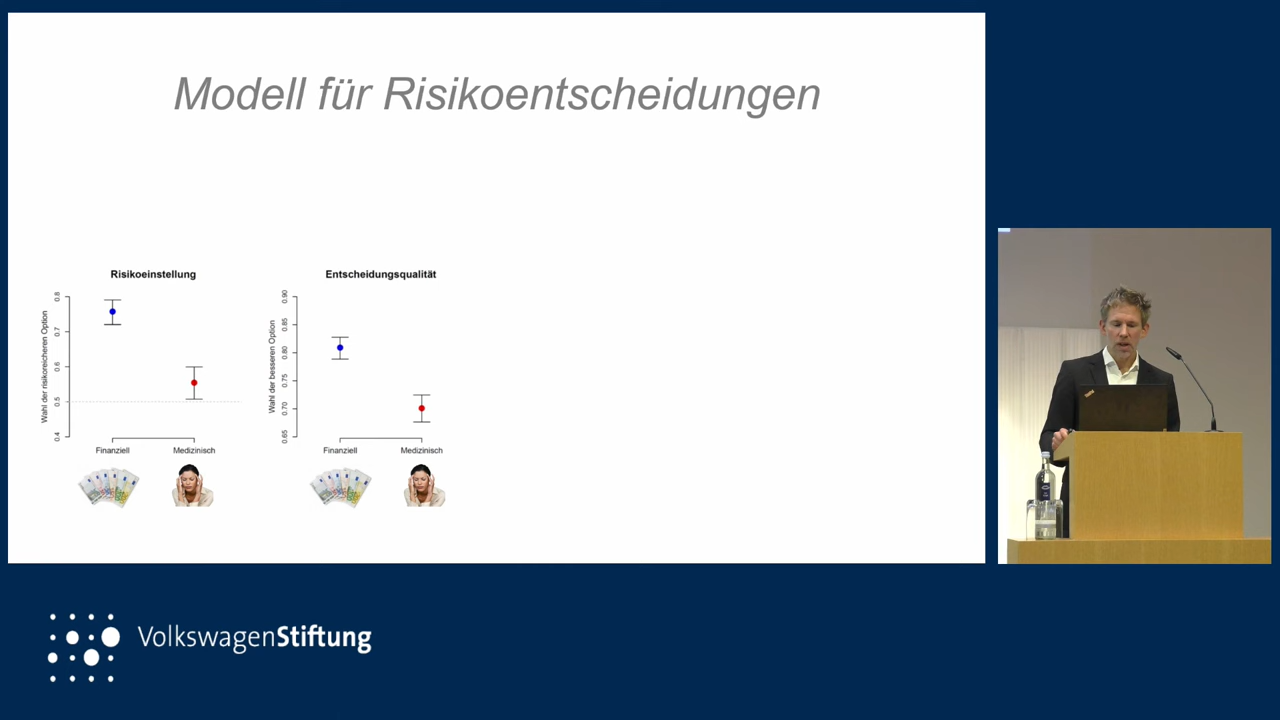 Modell für Risikoentscheidungen
Risikoeinstellung
Wahl der risikoreicheren Option
0.8
0.7
0.6
0.5
0.4
Finanziell
Medizinisch
Entscheidungsqualität
Wahl der besseren Option
0.90
0.85
0.80
0.75
0.70
0.65
Finanziell
Medizinisch
VolkswagenStiftung